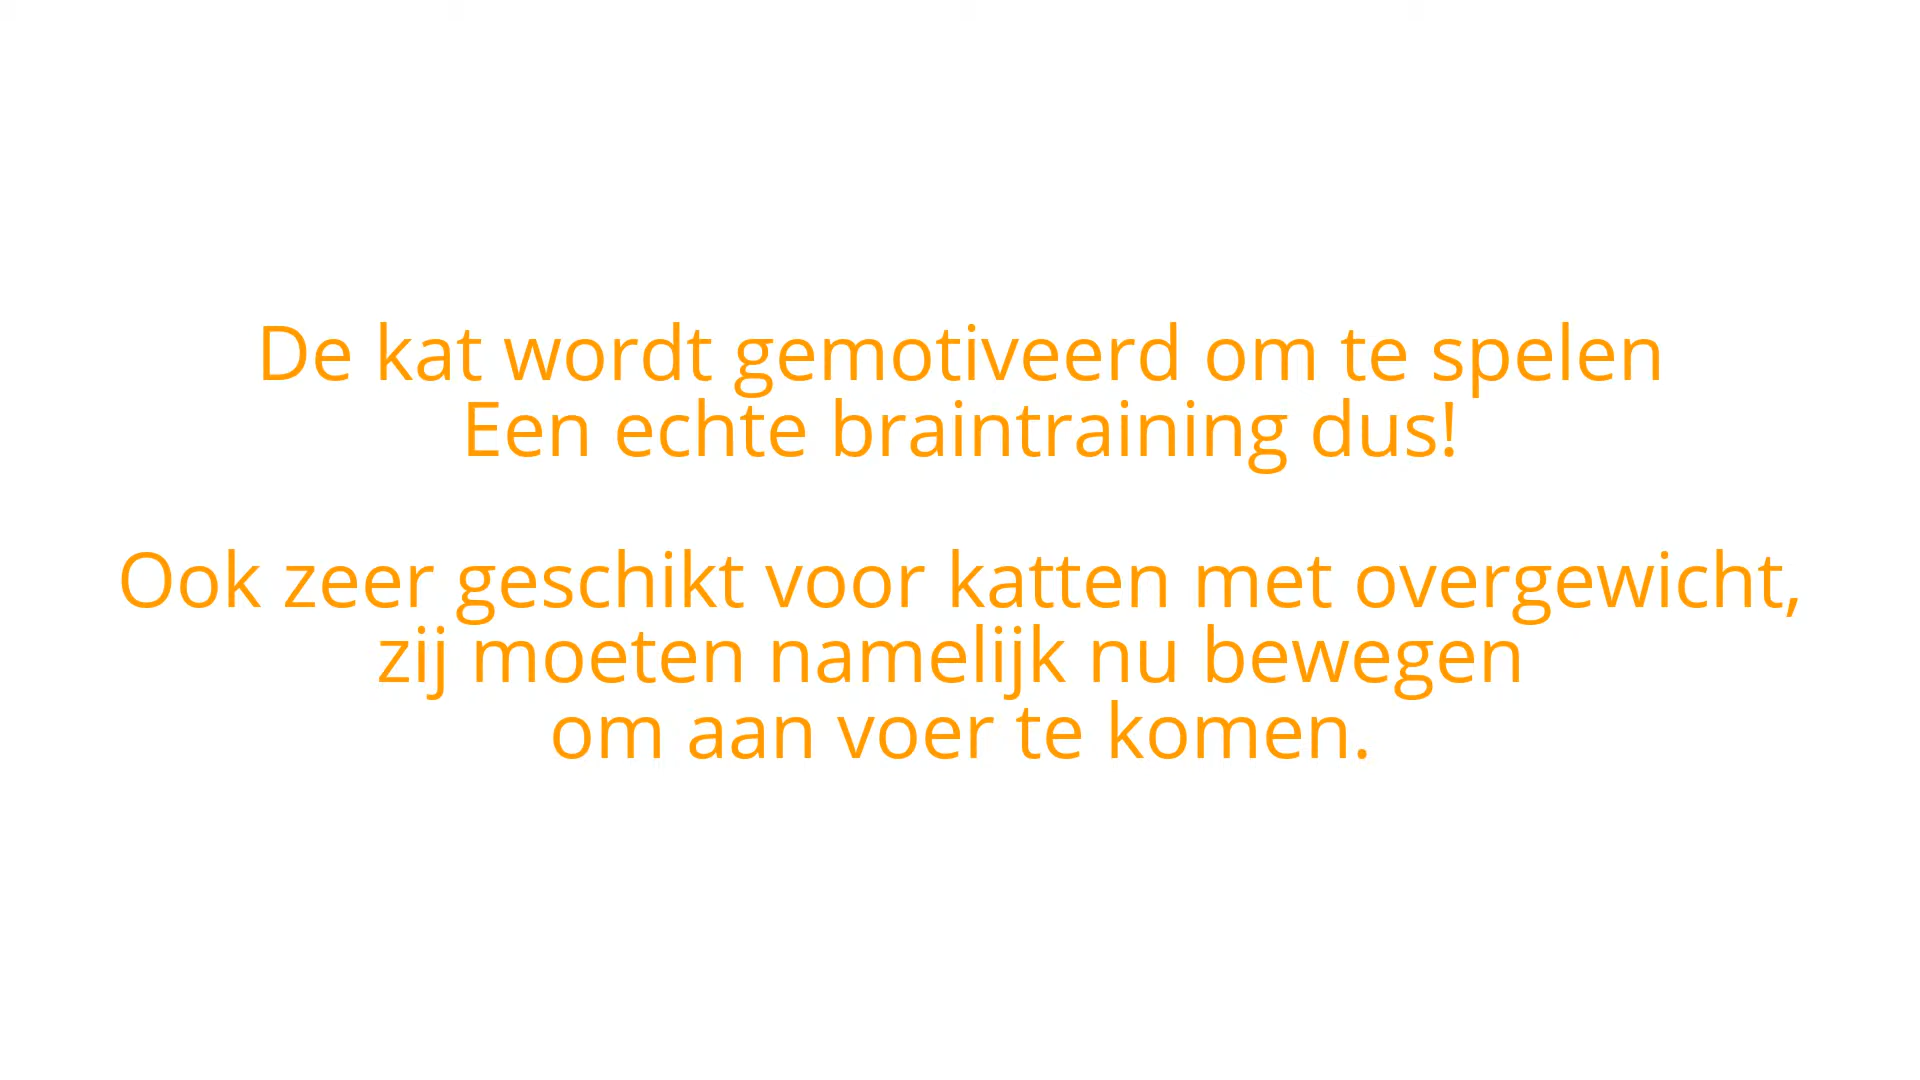 De kat wordt gemotiveerd om te spelen
Een echte braintraining dus!
Ook zeer geschikt voor katten met overgewicht,
zij moeten namelijk nu bewegen
om aan voer te komen.